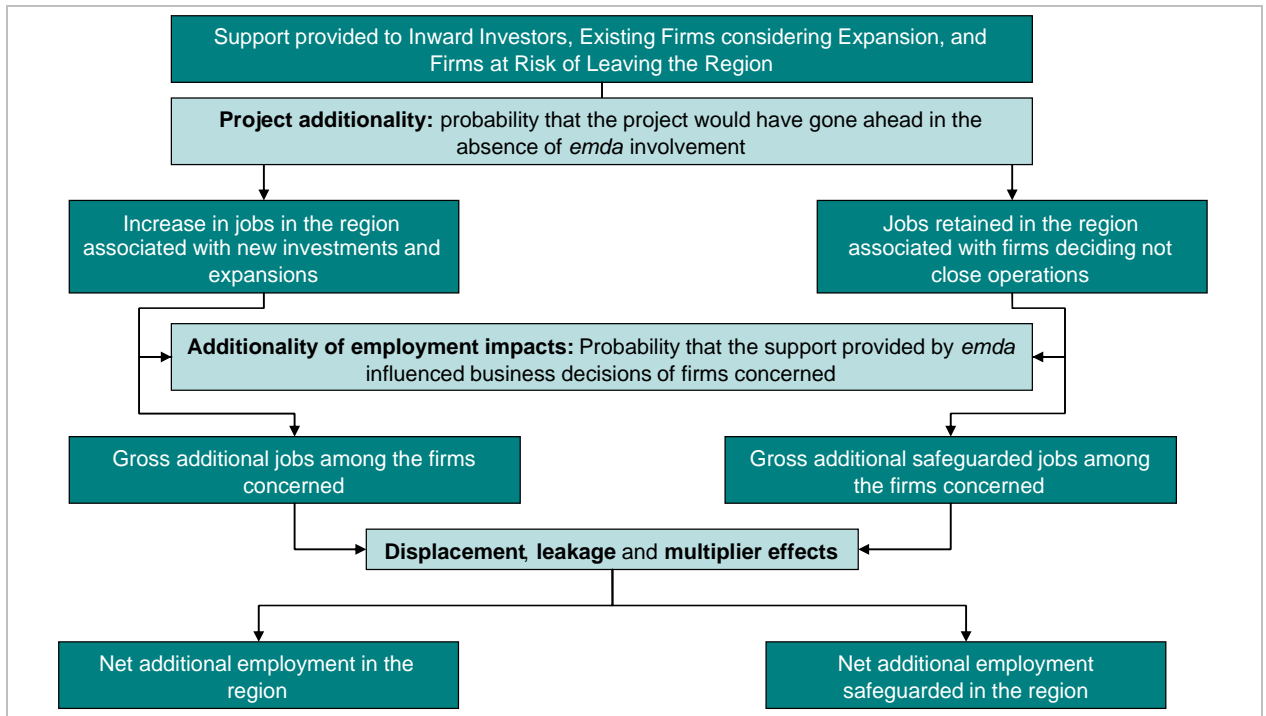 Support provided to Inward Investors, Existing Firms considering Expansion, and
Firms at Risk of Leaving the Region
Project additionality: probability that the project would have gone ahead in the
absence of emda involvement
Increase in jobs in the region
associated with new investments and
expansions
Jobs retained in the region
associated with firms deciding not
close operations
Additionality of employment impacts: Probability that the support provided by emda
influenced business decisions of firms concerned
Gross additional jobs among the firms
concerned
Gross additional safeguarded jobs among
the firms concerned
Displacement, leakage and multiplier effects
Net additional employment in the
region
Net additional employment
safeguarded in the region